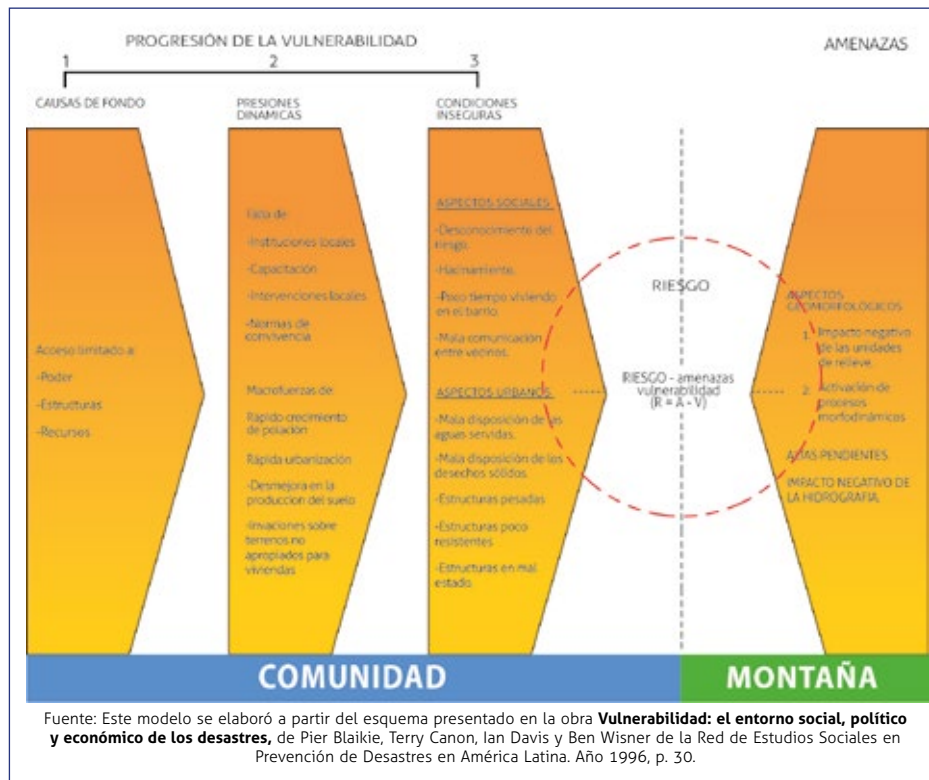 PROGRESIÓN DE LA VULNERABILIDAD
1
2
3
AMENAZAS
CAUSAS DE FONDO
PRESIONES
DINAMICAS
CONDICIONES
INSEGURAS
Acceso limitado a:
-Poder
-Estructuras
-Recursos
Falta de:
-Instituciones locales
-Capacitación
-Intervenciones locales
-Normas de
convivencia
Macrofuerzas de:
Rápido crecimiento
de polación
Rápida urbanización
-Desmejora en la
produccion del suelo
-Invaciones sobre
terrenos no
apropiados para
viviendas
ASPECTOS SOCIALES
-Desconocimiento del
riesgo.
-Hacinamiento.
-Poco tiempo viviendo
en el barrio.
-Mala comunicación
entre vecinos.
ASPECTOS URBANOS
-Mala disposición de las
aguas servidas.
-Mala disposición de los
desechos sólidos.
-Estructuras pesadas
-Estructuras poco
resistentes
-Estructuras en mal
estado
RIESGO
RIESGO - amenazas
vulnerabilidad
(R = A - V)
ASPECTOS
GEOMORFOLÓGICOS
1. Impacto negativo
de las unidades
de relieve.
2. Activación de
procesos
morfodinámicos
ALTAS PENDIENTES
IMPACTO NEGATIVO DE
LA HIDROGRAFIA.
COMUNIDAD
MONTAÑA
Fuente: Este modelo se elaboró a partir del esquema presentado en la obra Vulnerabilidad: el entorno social, político
y económico de los desastres, de Pier Blaikie, Terry Canon, Ian Davis y Ben Wisner de la Red de Estudios Sociales en
Prevención de Desastres en América Latina. Año 1996, p. 30.